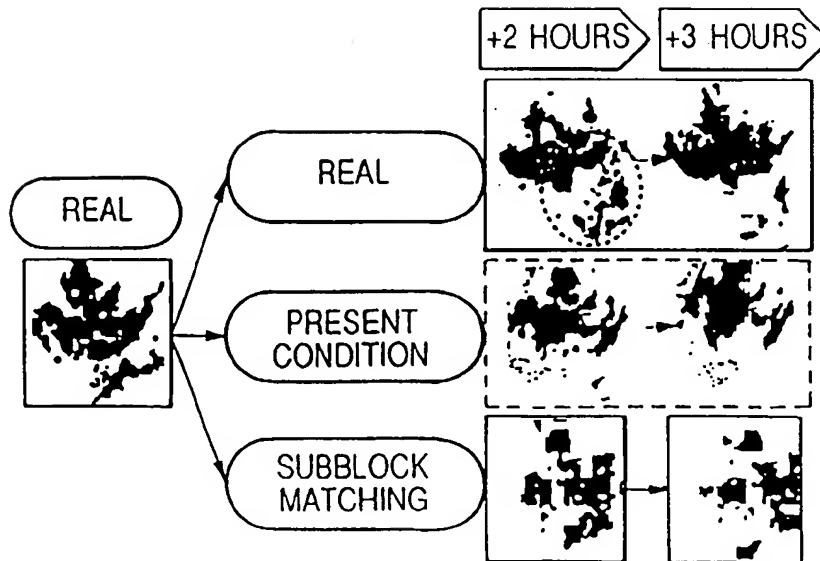 +2 HOURS
+3 HOURS
REAL
REAL
PRESENT
CONDITION
SUBBLOCK
MATCHING